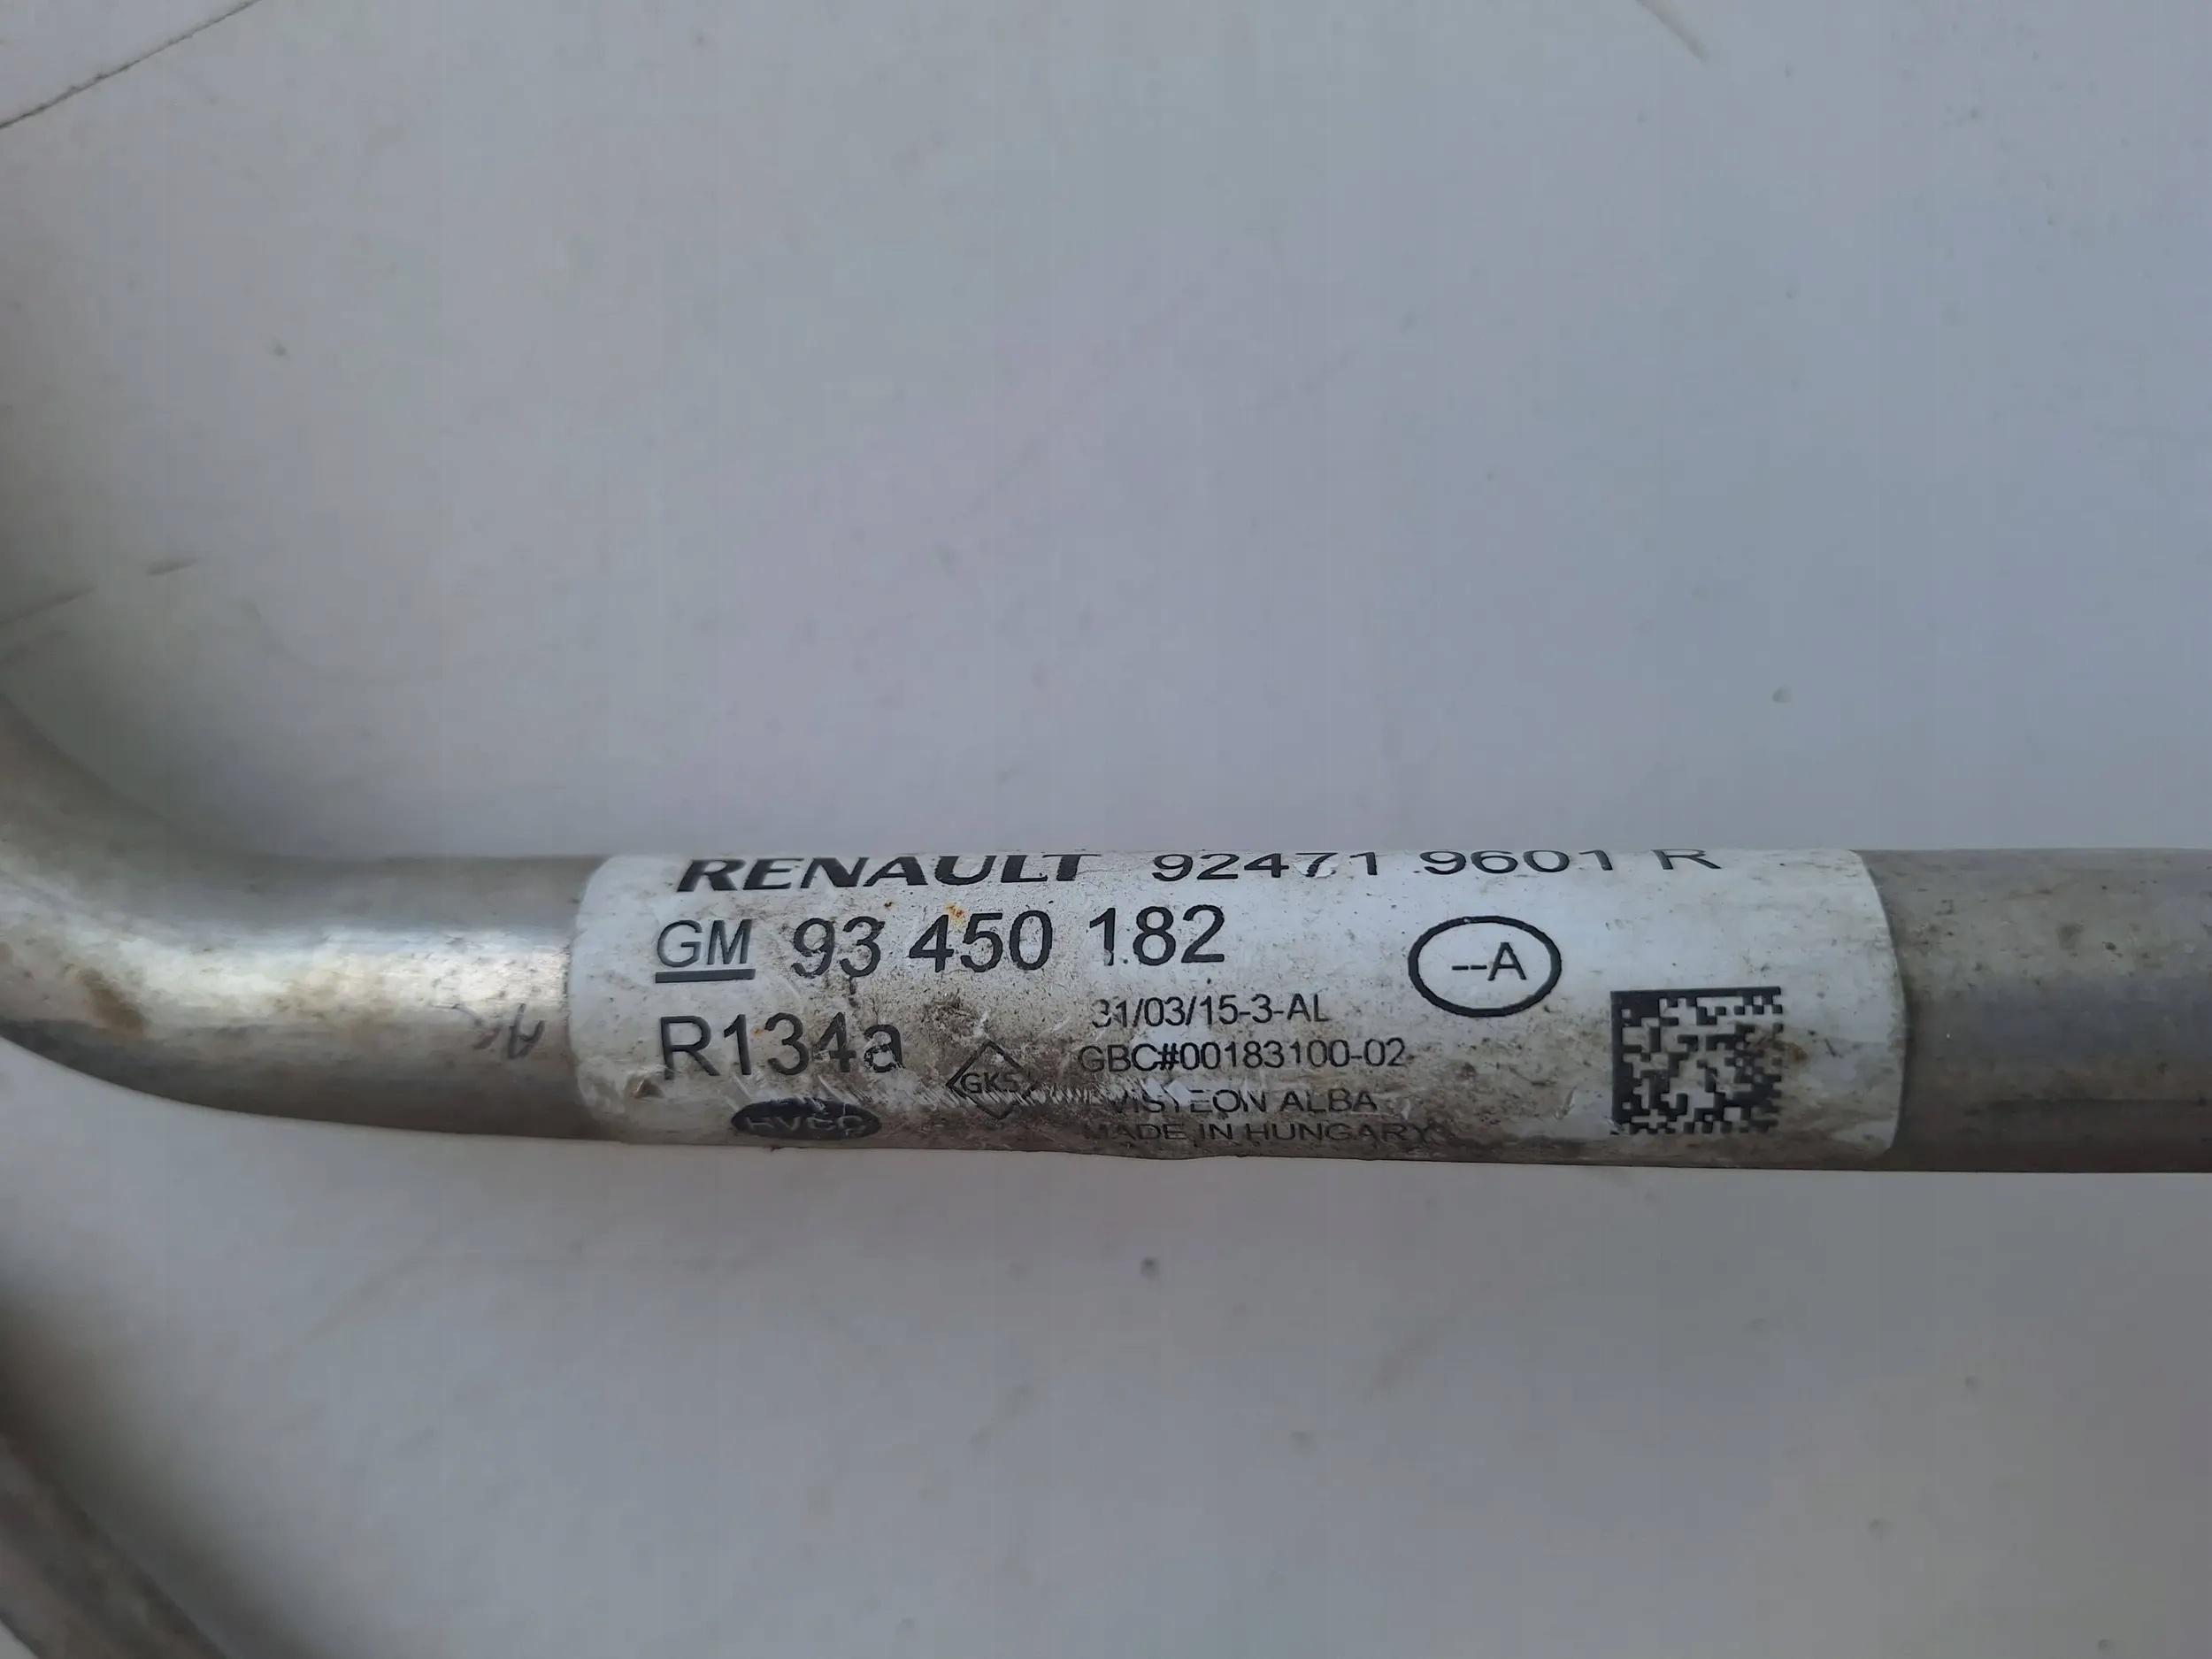 RENAULT 92471 9601 R
GM 93 450 182
--A
R134a
31/03/15-3-AL
GKS
GBC#00183100-02
VISTEON ALBA
MADE IN HUNGARY